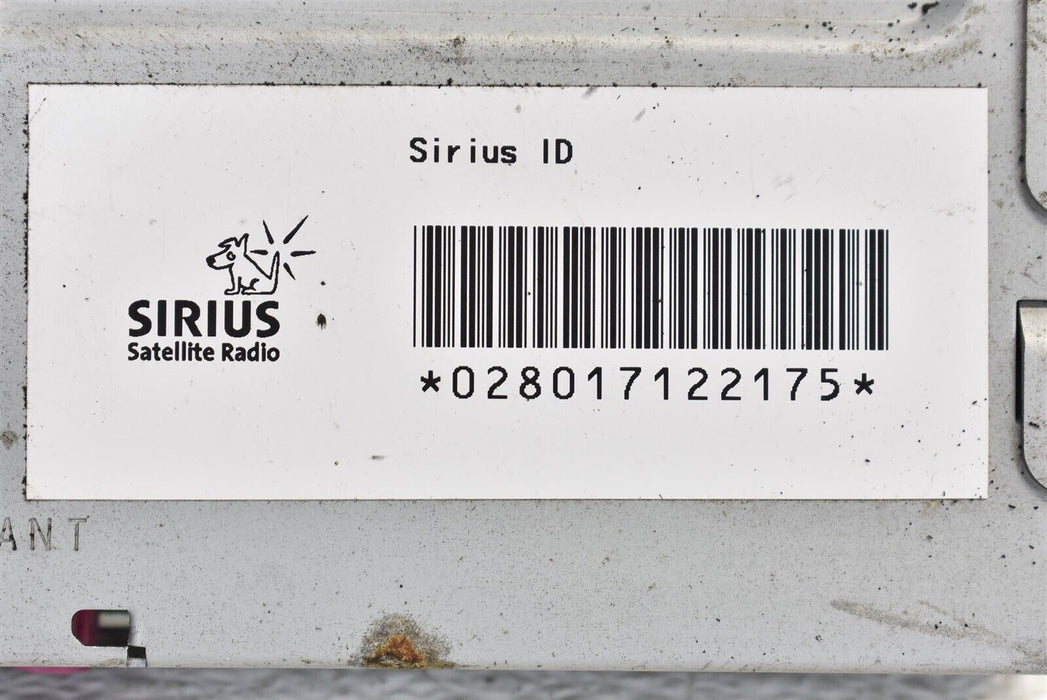 Sirius ID
SIRIUS
Satellite Radio
*028017122175*
ANT